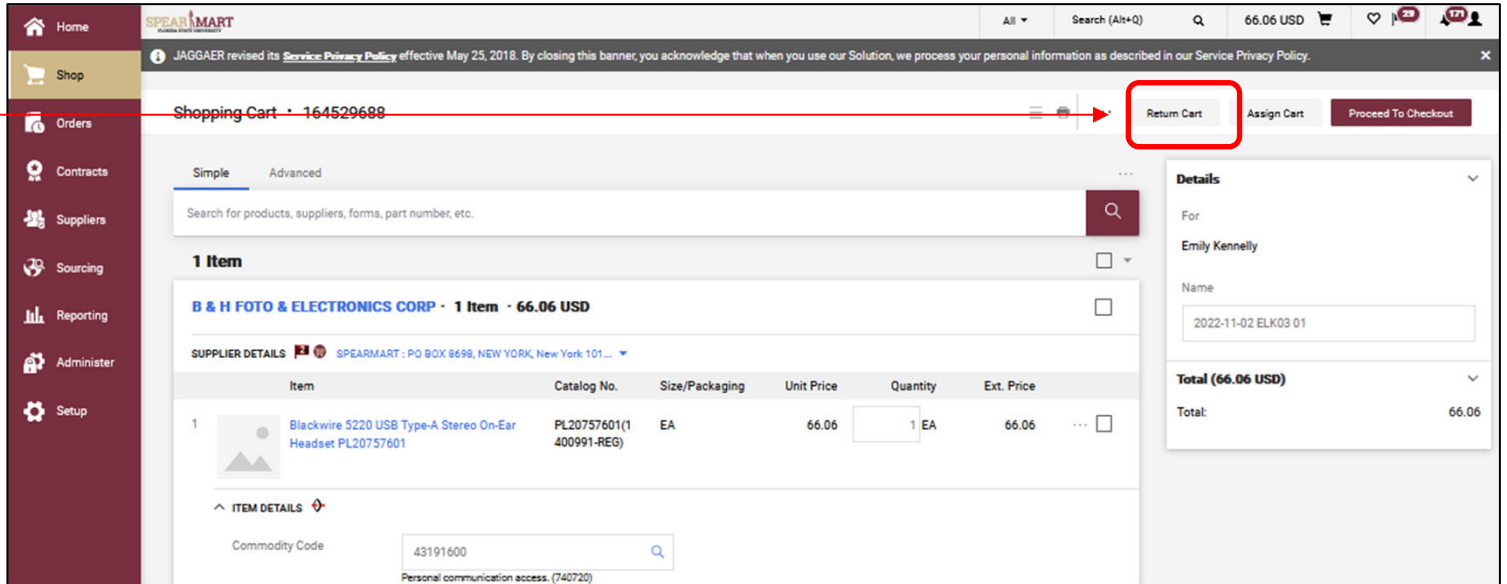 Home
SPEARMART
FLORIDA STATE UNIVERSITY
All
Search (Alt+Q)
66.06 USD
29
171
JAGGAER revised its Service Privacy Policy effective May 25, 2018. By closing this banner, you acknowledge that when you use our Solution, we process your personal information as described in our Service Privacy Policy.
Shop
Orders
Shopping Cart • 164529688
Return Cart
Assign Cart
Proceed To Checkout
Contracts
Suppliers
Sourcing
Reporting
Administer
Setup
Simple Advanced
Search for products, suppliers, forms, part number, etc.
1 Item
B & H FOTO & ELECTRONICS CORP · 1 Item · 66.06 USD
SUPPLIER DETAILS SPEARMART : PO BOX 8698, NEW YORK, New York 101...
Item Catalog No. Size/Packaging Unit Price Quantity Ext. Price
1 Blackwire 5220 USB Type-A Stereo On-Ear PL20757601(1 EA 66.06 1 EA 66.06 ...
Headset PL20757601 400991-REG)
ITEM DETAILS
Commodity Code 43191600
Personal communication access. (740720)
Details
For
Emily Kennelly
Name
2022-11-02 ELK03 01
Total (66.06 USD)
Total: 66.06